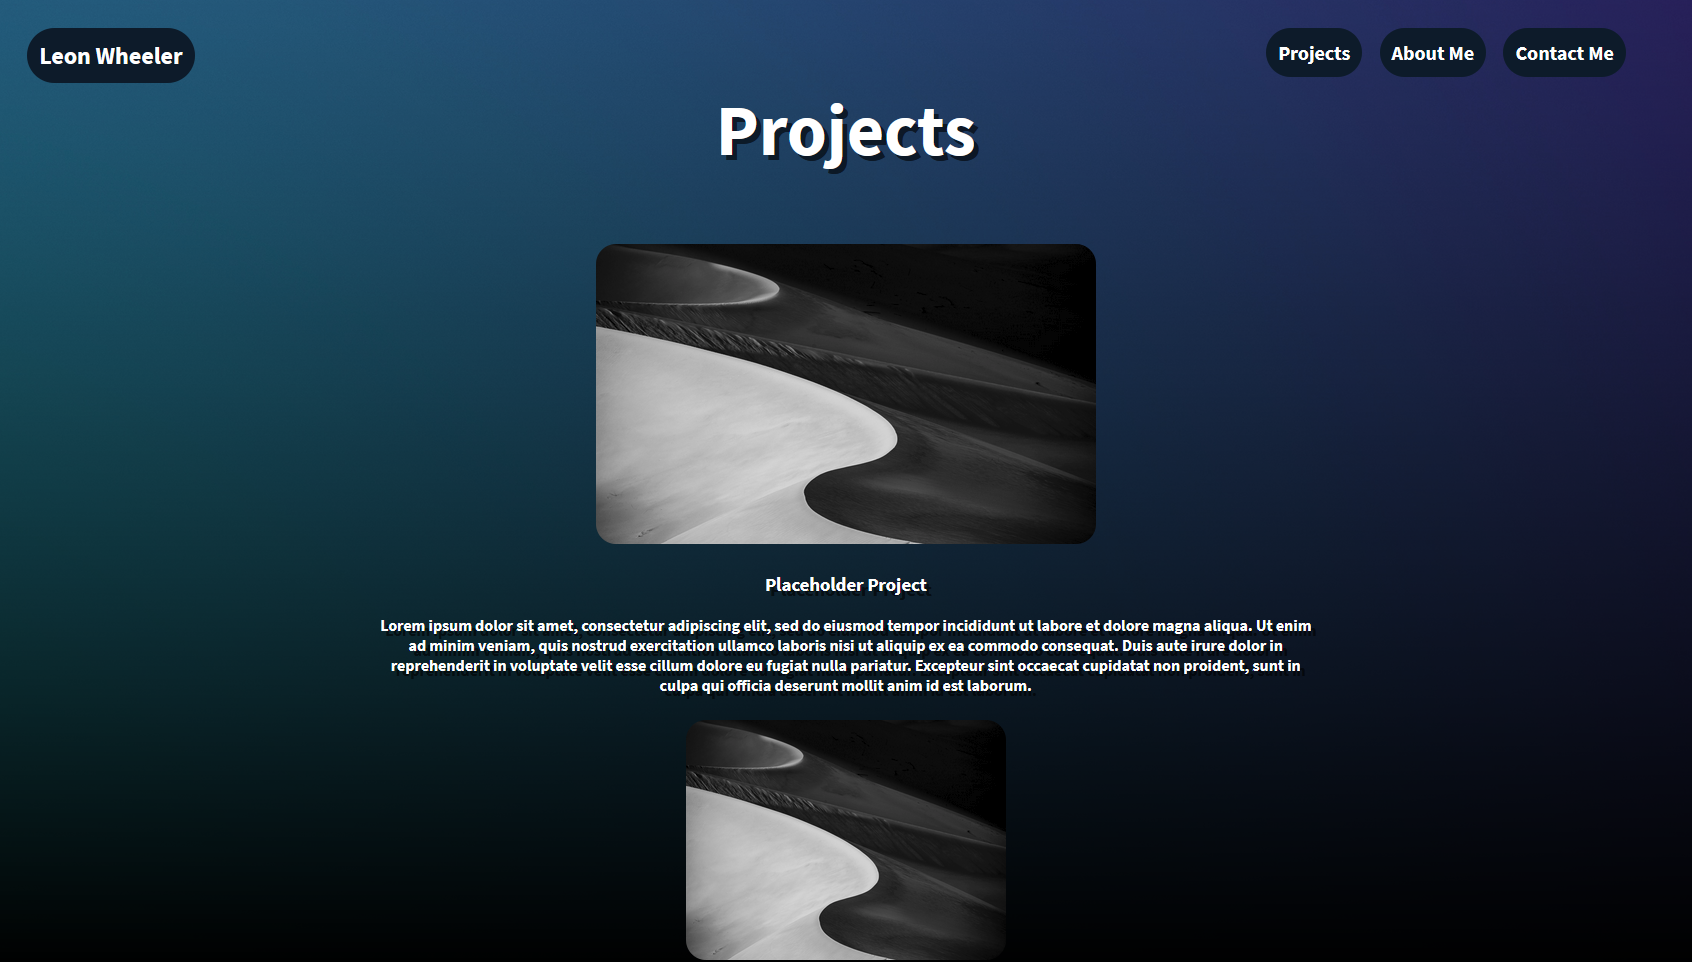 Leon Wheeler
Projects
About Me
Contact Me
Projects
Placeholder Project
Lorem ipsum dolor sit amet, consectetur adipiscing elit, sed do eiusmod tempor incididunt ut labore et dolore magna aliqua. Ut enim
ad minim veniam, quis nostrud exercitation ullamco laboris nisi ut aliquip ex ea commodo consequat. Duis aute irure dolor in
reprehenderit in voluptate velit esse cillum dolore eu fugiat nulla pariatur. Excepteur sint occaecat cupidatat non proident, sunt in
culpa qui officia deserunt mollit anim id est laborum.